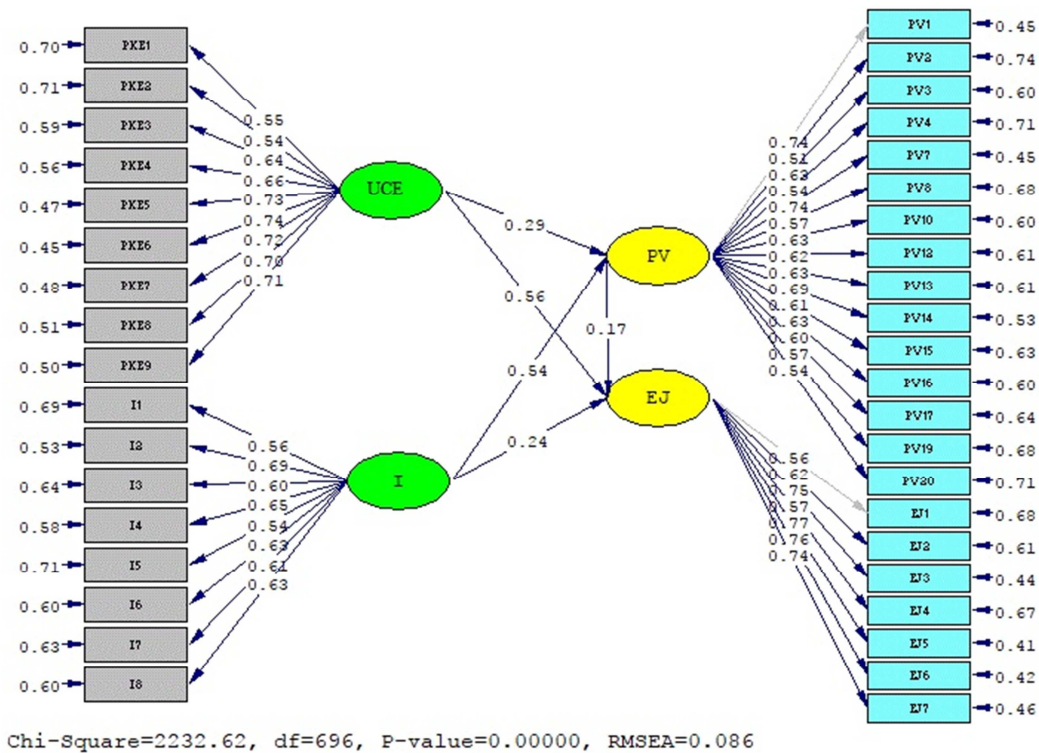 0.70 PKE1
0.71 PKE2
0.59 PKE3
0.56 PKE4
0.47 PKE5
0.45 PKE6
0.48 PKE7
0.51 PKE8
0.50 PKE9
0.69 I1
0.53 I2
0.64 I3
0.58 I4
0.71 I5
0.60 I6
0.63 I7
0.60 I8
0.55
0.54
0.64
0.66
0.73
0.74
0.72
0.70
0.71
0.56
0.69
0.60
0.65
0.54
0.63
0.61
0.63
UCE
I
0.29
0.56
0.54
0.24
0.17
PV
EJ
0.74
0.51
0.63
0.54
0.74
0.57
0.63
0.62
0.63
0.69
0.61
0.63
0.60
0.57
0.54
0.56
0.62
0.75
0.57
0.77
0.76
0.74
PV1 0.45
PV2 0.74
PV3 0.60
PV4 0.71
PV7 0.45
PV8 0.68
PV10 0.60
PV12 0.61
PV13 0.61
PV14 0.53
PV15 0.63
PV16 0.60
PV17 0.64
PV19 0.68
PV20 0.71
EJ1 0.68
EJ2 0.61
EJ3 0.44
EJ4 0.67
EJ5 0.41
EJ6 0.42
EJ7 0.46
Chi-Square=2232.62, df=696, P-value=0.00000, RMSEA=0.086